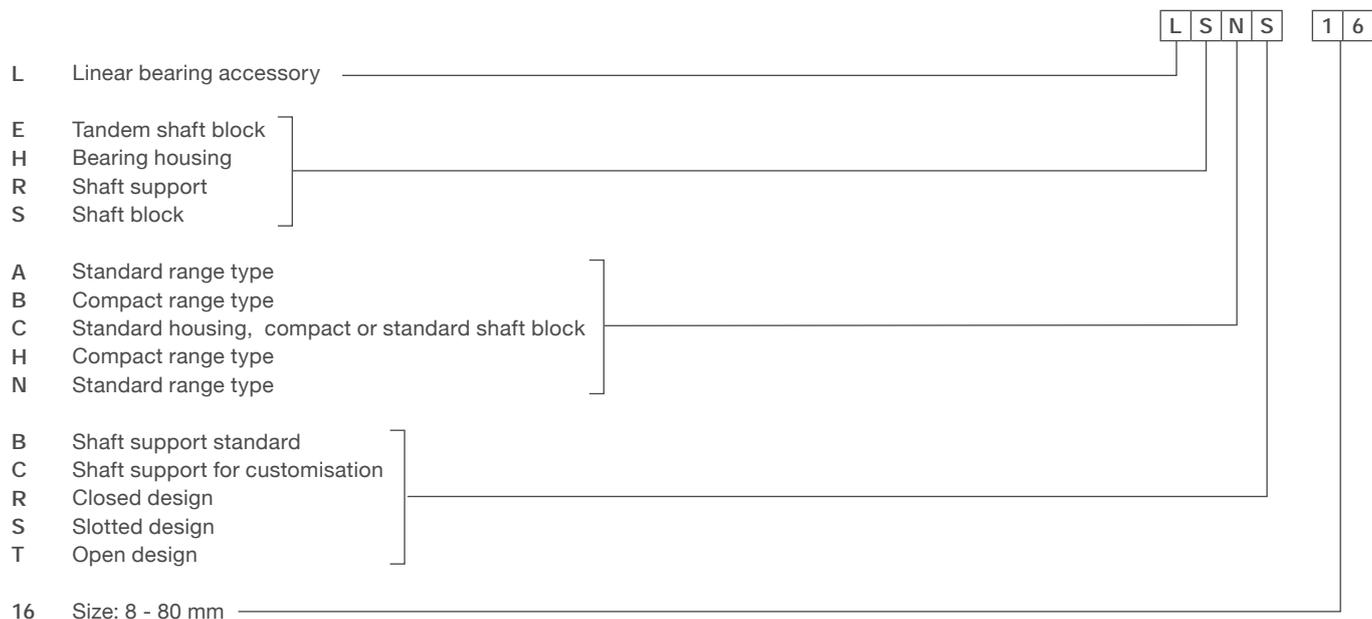 L S N S 1 6
L Linear bearing accessory
E Tandem shaft block
H Bearing housing
R Shaft support
S Shaft block
A Standard range type
B Compact range type
C Standard housing, compact or standard shaft block
H Compact range type
N Standard range type
B Shaft support standard
C Shaft support for customisation
R Closed design
S Slotted design
T Open design
16 Size: 8 - 80 mm